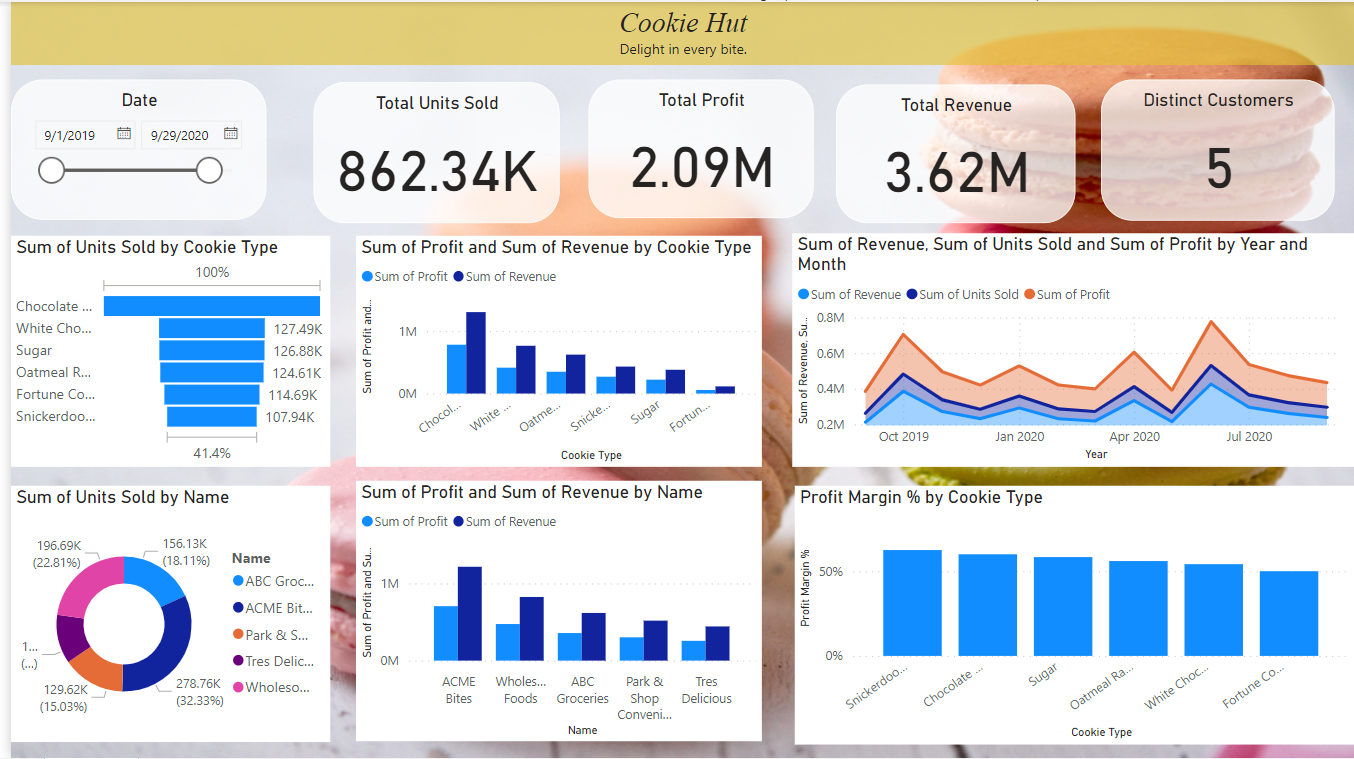 Cookie Hut
Delight in every bite.
Date
9/1/2019
9/29/2020
Total Units Sold
862.34K
Total Profit
2.09M
Total Revenue
3.62M
Distinct Customers
5
Sum of Units Sold by Cookie Type
100%
Chocolate ...
White Cho...
127.49K
Sugar
126.88K
Oatmeal R...
124.61K
Fortune Co...
114.69K
Snickerdoo...
107.94K
41.4%
Sum of Profit and Sum of Revenue by Cookie Type
Sum of Profit
Sum of Revenue
Sum of Profit and...
1M
0M
Chocol...
White ...
Oatme...
Snicke...
Sugar
Fortun...
Cookie Type
Sum of Revenue, Sum of Units Sold and Sum of Profit by Year and
Month
Sum of Revenue
Sum of Units Sold
Sum of Profit
Sum of Revenue, Su...
0.8M
0.6M
0.4M
0.2M
Oct 2019
Jan 2020
Apr 2020
Jul 2020
Year
Sum of Units Sold by Name
196.69K
(22.81%)
156.13K
(18.11%)
1...
(...)
129.62K
(15.03%)
278.76K
(32.33%)
Name
ABC Groc...
ACME Bit...
Park & S...
Tres Delic...
Wholeso...
Sum of Profit and Sum of Revenue by Name
Sum of Profit
Sum of Revenue
Sum of Profit and Su...
1M
0M
ACME
Bites
Wholes...
Foods
ABC
Groceries
Park &
Shop
Conveni...
Tres
Delicious
Name
Profit Margin % by Cookie Type
Profit Margin %
50%
0%
Snickerdoo...
Chocolate ...
Sugar
Oatmeal Ra...
White Choc...
Fortune Co...
Cookie Type